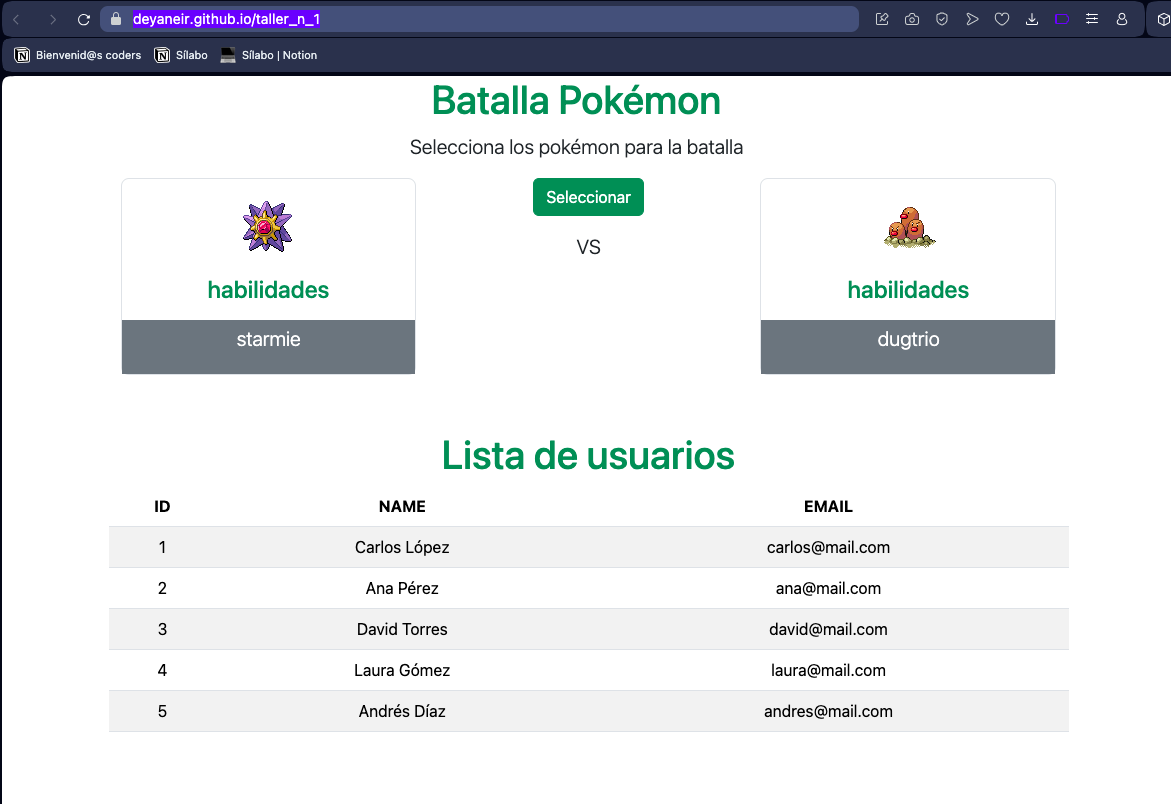 deyaneir.github.io/taller_n_1
Bienvenid@s coders Sílabo Sílabo | Notion
Batalla Pokémon
Selecciona los pokémon para la batalla
habilidades
starmie
Seleccionar
VS
habilidades
dugtrio
Lista de usuarios
ID NAME EMAIL
1 Carlos López carlos@mail.com
2 Ana Pérez ana@mail.com
3 David Torres david@mail.com
4 Laura Gómez laura@mail.com
5 Andrés Díaz andres@mail.com